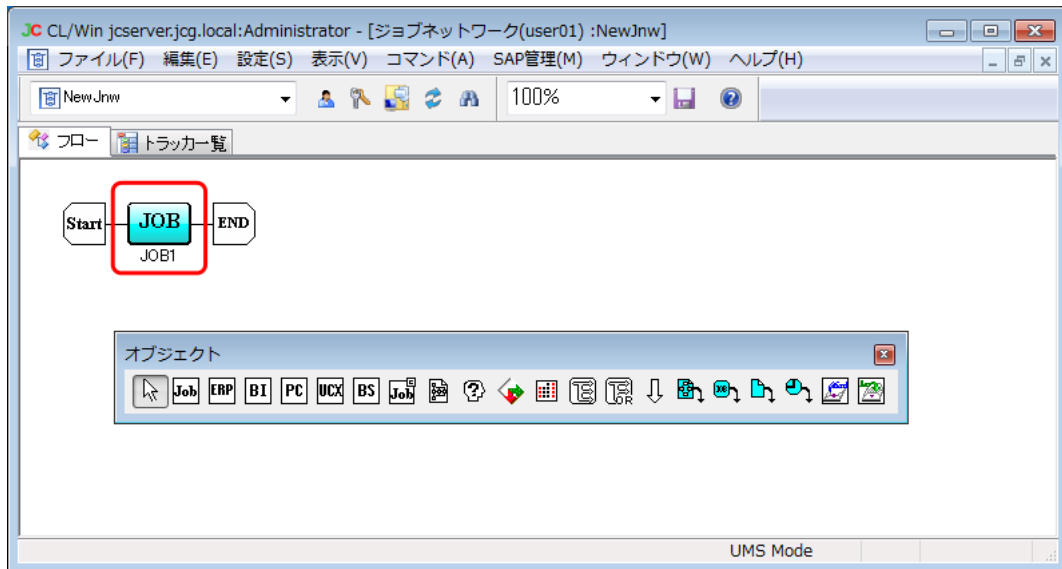 JC CL/Win jcserver.jcg.local:Administrator - [ジョブネットワーク(user01) :NewJnw]
ファイル(F) 編集(E) 設定(S) 表示(V) コマンド(A) SAP管理(M) ウィンドウ(W) ヘルプ(H)
NewJnw 100%
フロー トラッカ一覧
Start JOB END
JOB1
オブジェクト
Job ERP BI PC UCX BS Job OR
UMS Mode